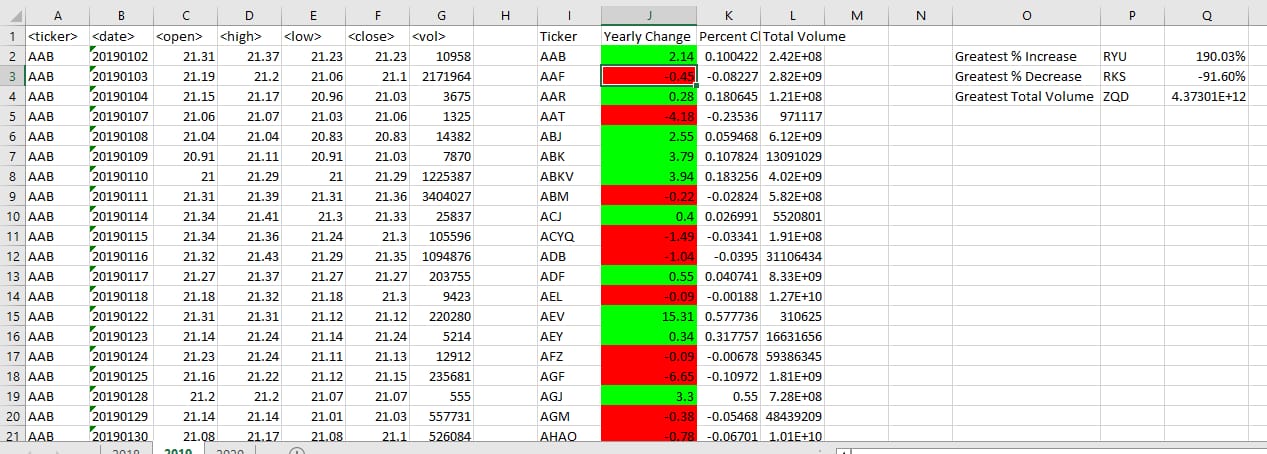 A B C D E F G H I J K L M N O P Q
1 <ticker> <date> <open> <high> <low> <close> <vol> Ticker Yearly Change Percent Cl Total Volume
2 AAB 20190102 21.31 21.37 21.23 21.23 10958 AAB 2.14 0.100422 2.42E+08 Greatest % Increase RYU 190.03%
3 AAB 20190103 21.19 21.2 21.06 21.1 2171964 AAF -0.45 -0.08227 2.82E+09 Greatest % Decrease RKS -91.60%
4 AAB 20190104 21.15 21.17 20.96 21.03 3675 AAR 0.28 0.180645 1.21E+08 Greatest Total Volume ZQD 4.37301E+12
5 AAB 20190107 21.06 21.07 21.03 21.06 1325 AAT -4.18 -0.23536 971117
6 AAB 20190108 21.04 21.04 20.83 20.83 14382 ABJ 2.55 0.059468 6.12E+09
7 AAB 20190109 20.91 21.11 20.91 21.03 7870 ABK 3.79 0.107824 13091029
8 AAB 20190110 21 21.29 21 21.29 1225387 ABKV 3.94 0.183256 4.02E+09
9 AAB 20190111 21.31 21.39 21.31 21.36 3404027 ABM -0.22 -0.02824 5.82E+08
10 AAB 20190114 21.34 21.41 21.3 21.33 25837 ACJ 0.4 0.026991 5520801
11 AAB 20190115 21.34 21.36 21.24 21.3 105596 ACYQ -1.49 -0.03341 1.91E+08
12 AAB 20190116 21.32 21.43 21.29 21.35 1094876 ADB -1.04 -0.0395 31106434
13 AAB 20190117 21.27 21.37 21.27 21.27 203755 ADF 0.55 0.040741 8.33E+09
14 AAB 20190118 21.18 21.32 21.18 21.3 9423 AEL -0.09 -0.00188 1.27E+10
15 AAB 20190122 21.31 21.31 21.12 21.12 220280 AEV 15.31 0.577736 310625
16 AAB 20190123 21.14 21.24 21.14 21.24 5214 AEY 0.34 0.317757 16631656
17 AAB 20190124 21.23 21.24 21.11 21.13 12912 AFZ -0.09 -0.00678 59386345
18 AAB 20190125 21.16 21.22 21.12 21.15 235681 AGF -6.65 -0.10972 1.81E+09
19 AAB 20190128 21.2 21.2 21.07 21.07 555 AGJ 3.3 0.55 7.28E+08
20 AAB 20190129 21.14 21.14 21.01 21.03 557731 AGM -0.38 -0.05468 48439209
21 AAB 20190130 21.08 21.17 21.08 21.1 526084 AHAO -0.78 -0.06701 1.01E+10
2018 2019 2020